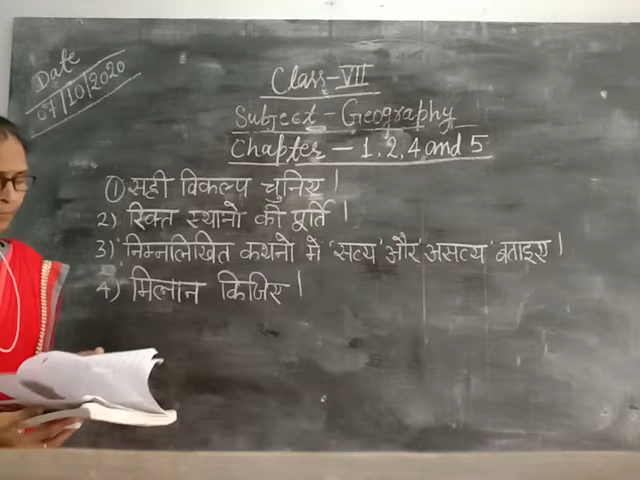 Date
07/10/2020
Class-VII
Subject - Geography
Chapter - 1, 2, 4 and 5
① सही विकल्प चुनिए।
2) रिक्त स्थानो की पूर्ति।
3) निम्नलिखित कथनो में 'सत्य' और 'असत्य' बताइए।
4) मिलान किजिए।